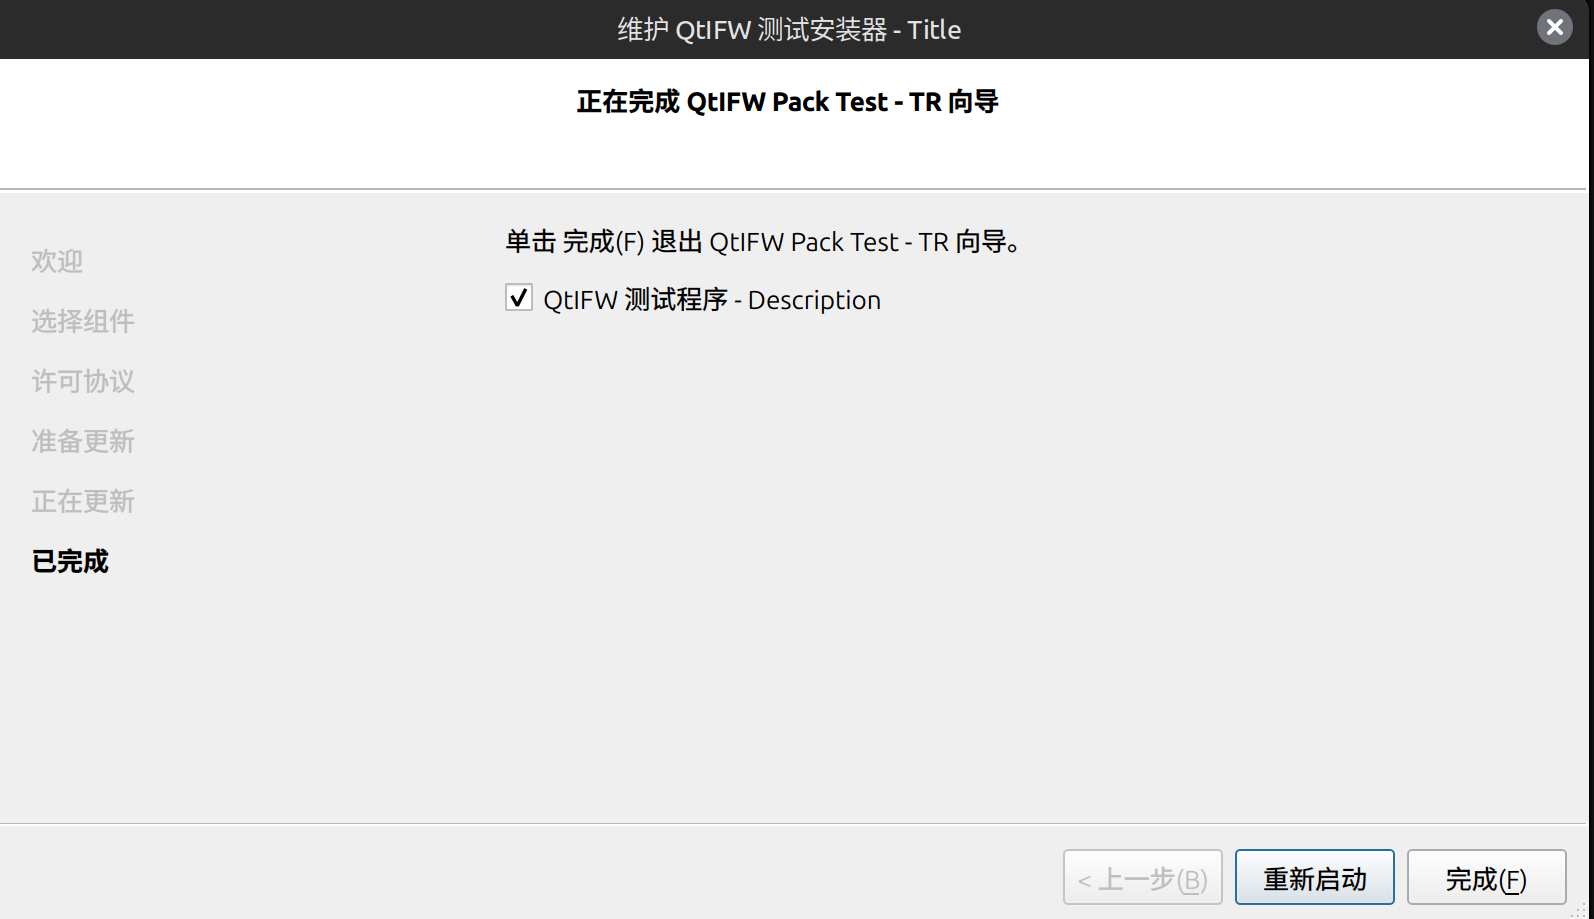 维护 QtIFW 测试安装器 - Title
正在完成 QtIFW Pack Test - TR 向导
欢迎
选择组件
许可协议
准备更新
正在更新
已完成
单击 完成(F) 退出 QtIFW Pack Test - TR 向导。
QtIFW 测试程序 - Description
< 上一步(B)
重新启动
完成(F)